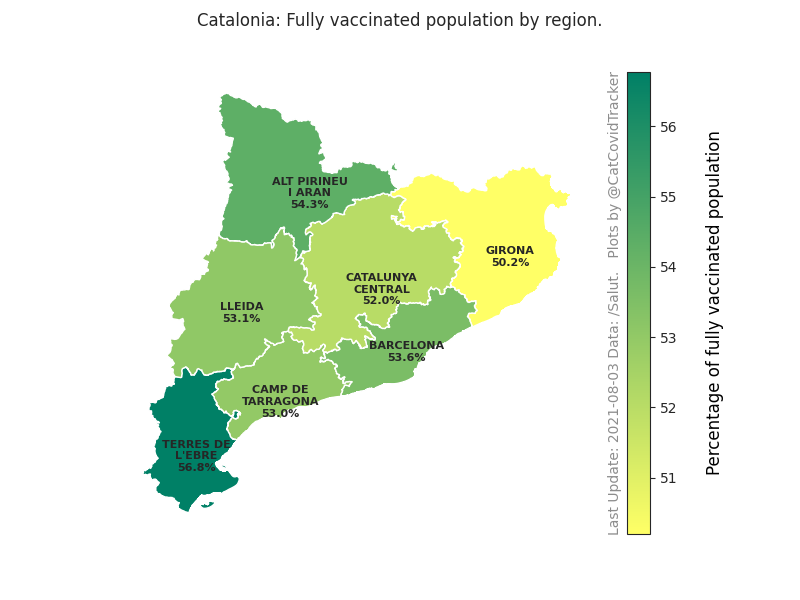 Catalonia: Fully vaccinated population by region.
ALT PIRINEU
I ARAN
54.3%
GIRONA
50.2%
CATALUNYA
CENTRAL
52.0%
LLEIDA
53.1%
BARCELONA
53.6%
CAMP DE
TARRAGONA
53.0%
TERRES DE
L'EBRE
56.8%
Last Update: 2021-08-03 Data: /Salut.   Plots by @CatCovidTracker
56
55
54
53
52
51
Percentage of fully vaccinated population